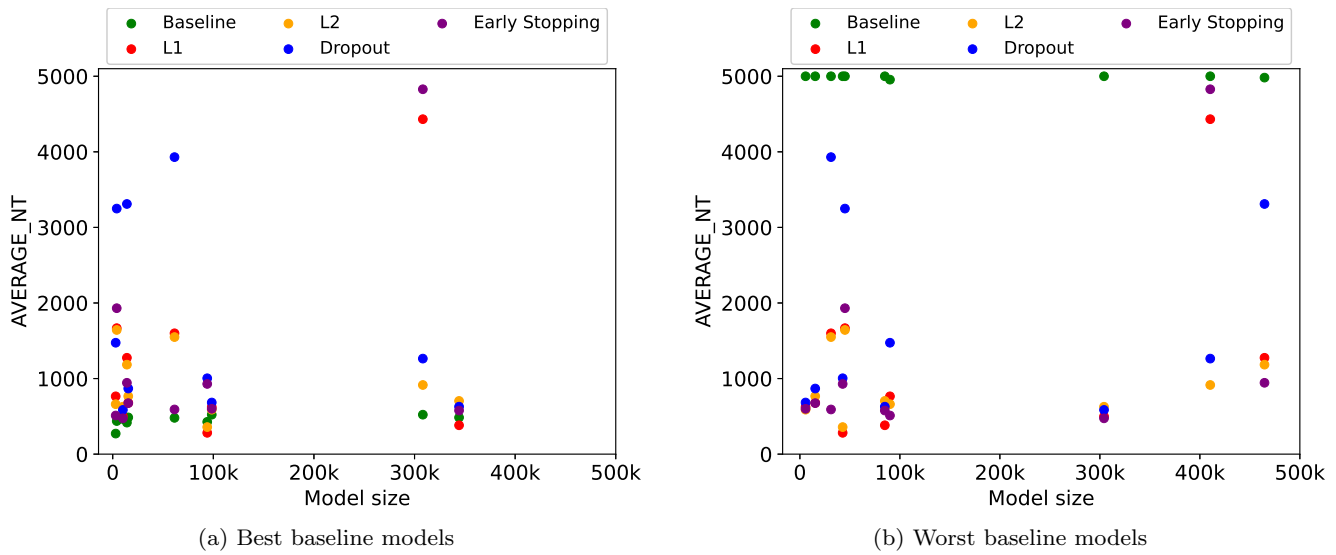 Baseline
L1
L2
Dropout
Early Stopping
5000
4000
3000
2000
1000
0
AVERAGE_NT
0
100k
200k
300k
400k
500k
Model size
(a) Best baseline models
Baseline
L1
L2
Dropout
Early Stopping
5000
4000
3000
2000
1000
0
AVERAGE_NT
0
100k
200k
300k
400k
500k
Model size
(b) Worst baseline models